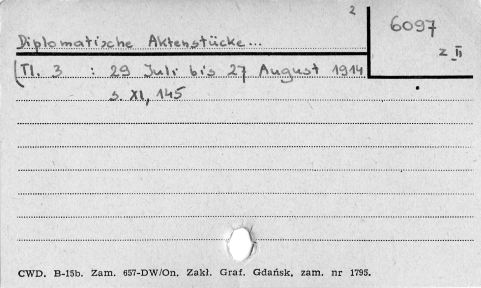 2
6097
z II
Diplomatische Aktenstücke...
(Tl. 3 : 29 Juli bis 27 August 1914.
s. XI, 145
CWD. B-15b. Zam. 657-DW/On. Zakł. Graf. Gdańsk, zam. nr 1795.